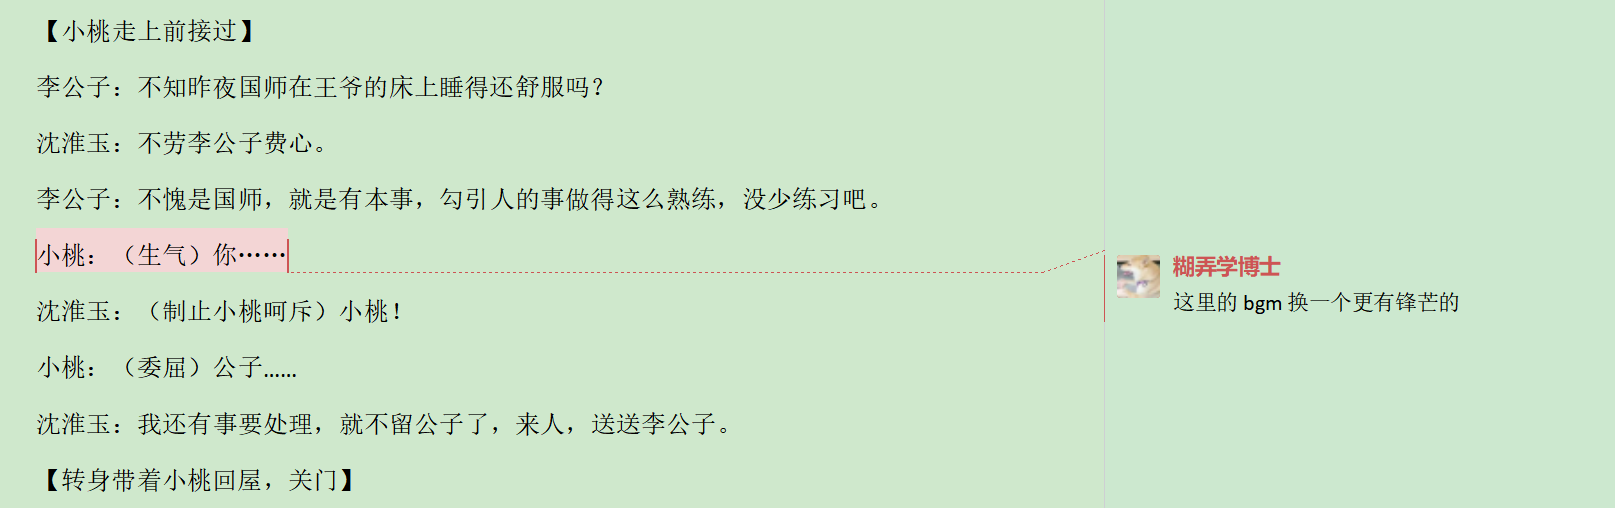 【小桃走上前接过】
李公子：不知昨夜国师在王爷的床上睡得还舒服吗？
沈淮玉：不劳李公子费心。
李公子：不愧是国师，就是有本事，勾引人的事做得这么熟练，没少练习吧。
小桃：（生气）你……
沈淮玉：（制止小桃呵斥）小桃！
小桃：（委屈）公子……
沈淮玉：我还有事要处理，就不留公子了，来人，送送李公子。
【转身带着小桃回屋，关门】
糊弄学博士
这里的 bgm 换一个更有锋芒的